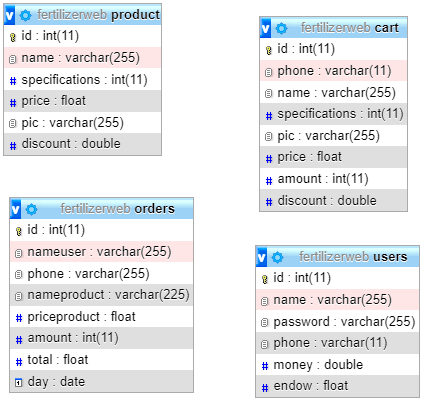 fertilizerweb product
id : int(11)
name : varchar(255)
specifications : int(11)
price : float
pic : varchar(255)
discount : double
fertilizerweb cart
id : int(11)
phone : varchar(11)
name : varchar(255)
specifications : int(11)
pic : varchar(255)
price : float
amount : int(11)
discount : double
fertilizerweb orders
id : int(11)
nameuser : varchar(255)
phone : varchar(255)
nameproduct : varchar(225)
priceproduct : float
amount : int(11)
total : float
day : date
fertilizerweb users
id : int(11)
name : varchar(255)
password : varchar(255)
phone : varchar(11)
money : double
endow : float